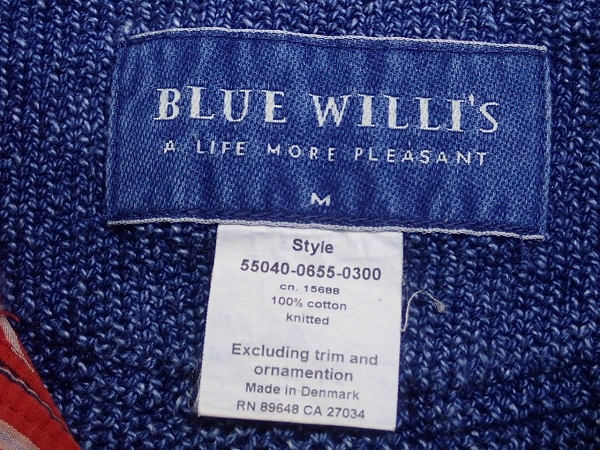 BLUE WILLI'S
A LIFE MORE PLEASANT
M
Style
55040-0655-0300
cn. 15688
100% cotton
knitted
Excluding trim and
ornamention
Made in Denmark
RN 89648 CA 27034